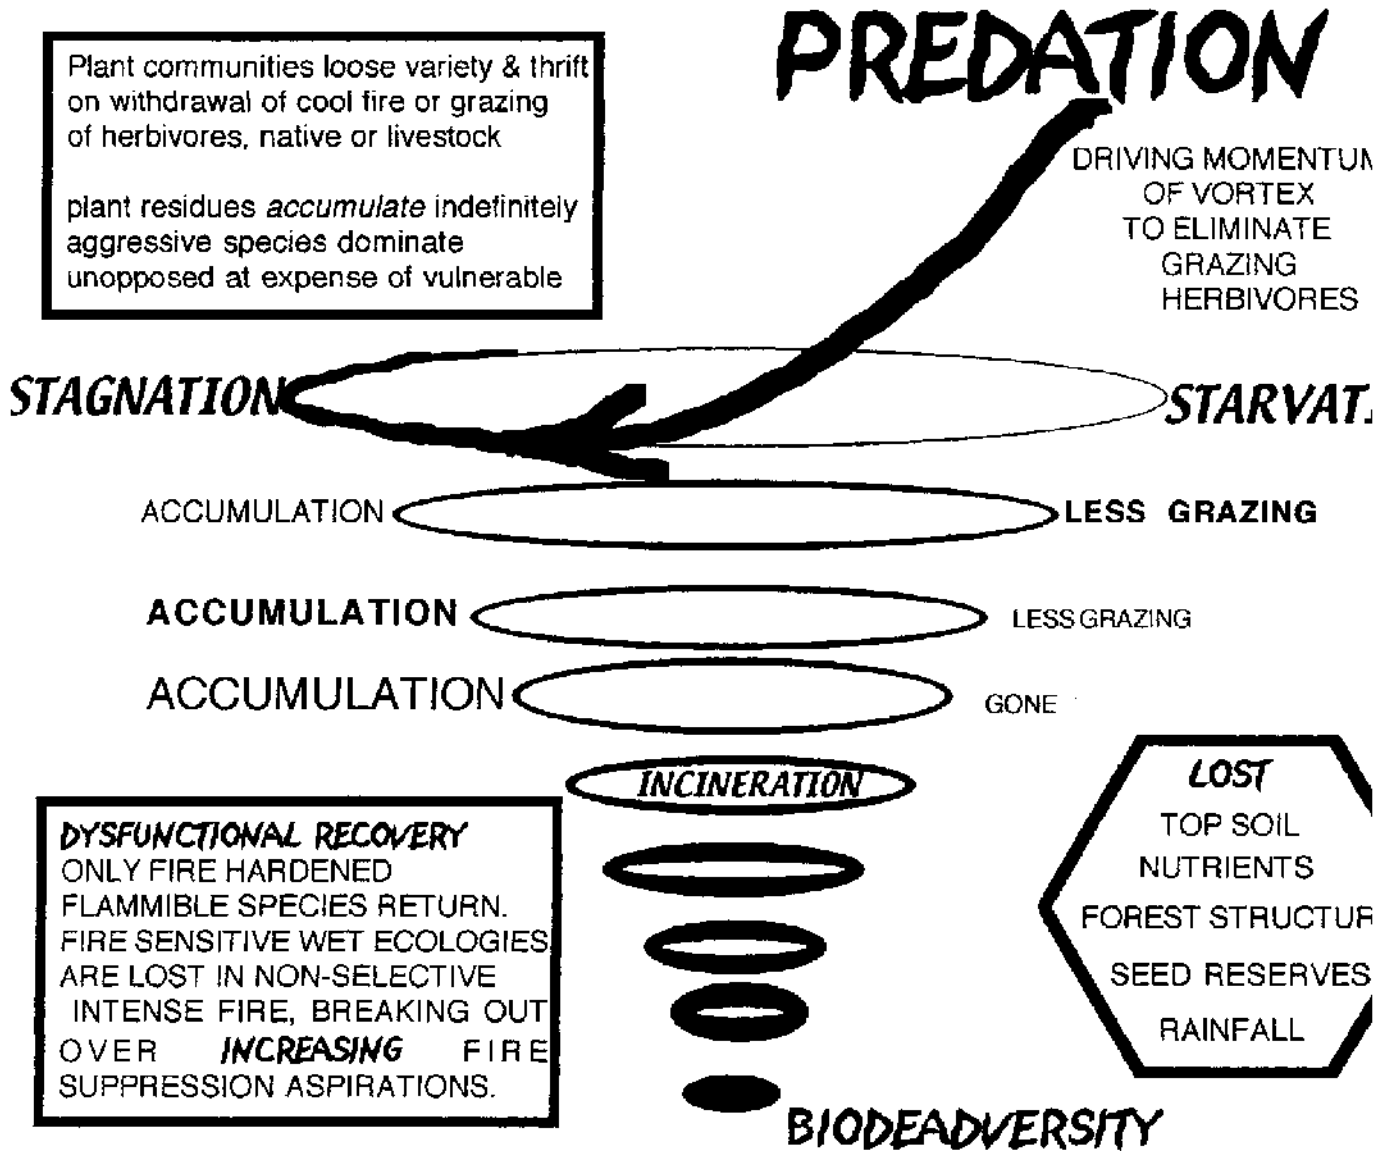 PREDATION
Plant communities loose variety & thrift
on withdrawal of cool fire or grazing
of herbivores, native or livestock
plant residues accumulate indefinitely
aggressive species dominate
unopposed at expense of vulnerable
DRIVING MOMENTUM
OF VORTEX
TO ELIMINATE
GRAZING
HERBIVORES
STAGNATION
STARVAT
ACCUMULATION
LESS GRAZING
ACCUMULATION
LESS GRAZING
ACCUMULATION
GONE
INCINERATION
DYSFUNCTIONAL RECOVERY
ONLY FIRE HARDENED
FLAMMIBLE SPECIES RETURN.
FIRE SENSITIVE WET ECOLOGIES
ARE LOST IN NON-SELECTIVE
INTENSE FIRE, BREAKING OUT
OVER INCREASING FIRE
SUPPRESSION ASPIRATIONS.
LOST
TOP SOIL
NUTRIENTS
FOREST STRUCTUR
SEED RESERVES
RAINFALL
BIODEADVERSITY